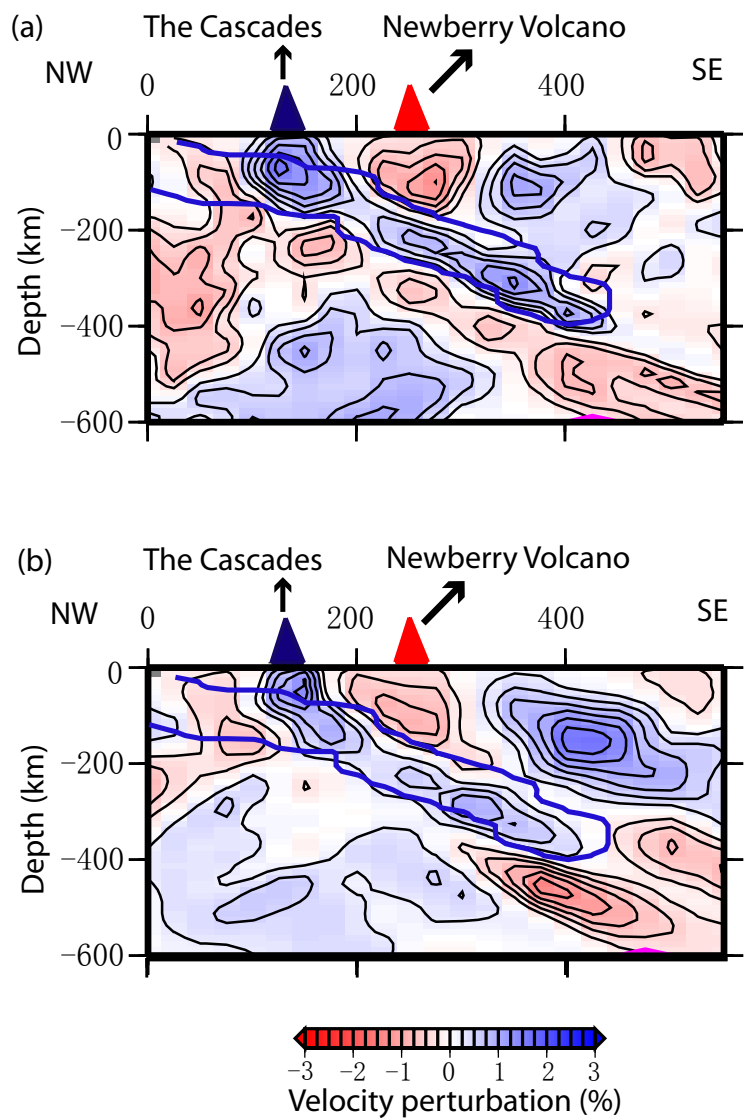 (a)
The Cascades Newberry Volcano
NW SE
0 200 400
0
−200
−400
−600
Depth (km)
(b)
The Cascades Newberry Volcano
NW SE
0 200 400
0
−200
−400
−600
Depth (km)
−3 −2 −1 0 1 2 3
Velocity perturbation (%)